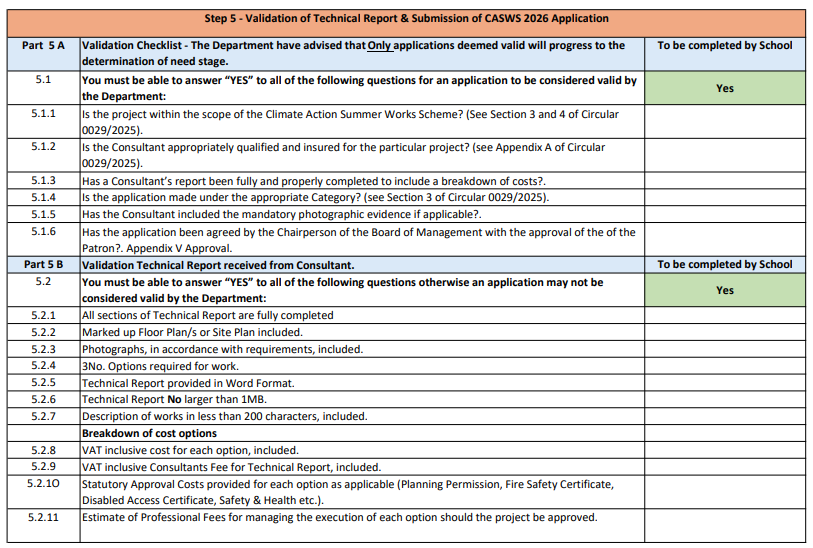 Step 5 - Validation of Technical Report & Submission of CASWS 2026 Application
Part 5 A
Validation Checklist - The Department have advised that Only applications deemed valid will progress to the
determination of need stage.
To be completed by School
5.1
You must be able to answer “YES” to all of the following questions for an application to be considered valid by
the Department:
Yes
5.1.1
Is the project within the scope of the Climate Action Summer Works Scheme? (See Section 3 and 4 of Circular
0029/2025).
5.1.2
Is the Consultant appropriately qualified and insured for the particular project? (see Appendix A of Circular
0029/2025).
5.1.3
Has a Consultant’s report been fully and properly completed to include a breakdown of costs?.
5.1.4
Is the application made under the appropriate Category? (see Section 3 of Circular 0029/2025).
5.1.5
Has the Consultant included the mandatory photographic evidence if applicable?.
5.1.6
Has the application been agreed by the Chairperson of the Board of Management with the approval of the of the
Patron?. Appendix V Approval.
Part 5 B
Validation Technical Report received from Consultant.
To be completed by School
5.2
You must be able to answer “YES” to all of the following questions otherwise an application may not be
considered valid by the Department:
Yes
5.2.1
All sections of Technical Report are fully completed
5.2.2
Marked up Floor Plan/s or Site Plan included.
5.2.3
Photographs, in accordance with requirements, included.
5.2.4
3No. Options required for work.
5.2.5
Technical Report provided in Word Format.
5.2.6
Technical Report No larger than 1MB.
5.2.7
Description of works in less than 200 characters, included.
Breakdown of cost options
5.2.8
VAT inclusive cost for each option, included.
5.2.9
VAT inclusive Consultants Fee for Technical Report, included.
5.2.1O
Statutory Approval Costs provided for each option as applicable (Planning Permission, Fire Safety Certificate,
Disabled Access Certificate, Safety & Health etc.).
5.2.11
Estimate of Professional Fees for managing the execution of each option should the project be approved.